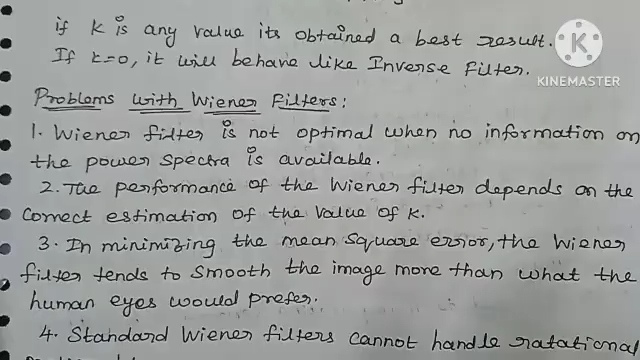 if K is any value its obtained a best result.
If K=0, it will behave like Inverse Filter.
K
KINEMASTER
Problems with Wiener Filters:
1. Wiener filter is not optimal when no information on
the power spectra is available.
2. The performance of the Wiener filter depends on the
correct estimation of the value of K.
3. In minimizing the mean square error, the Wiener
filter tends to smooth the image more than what the
human eyes would prefer.
4. Standard Wiener filters cannot handle ratational